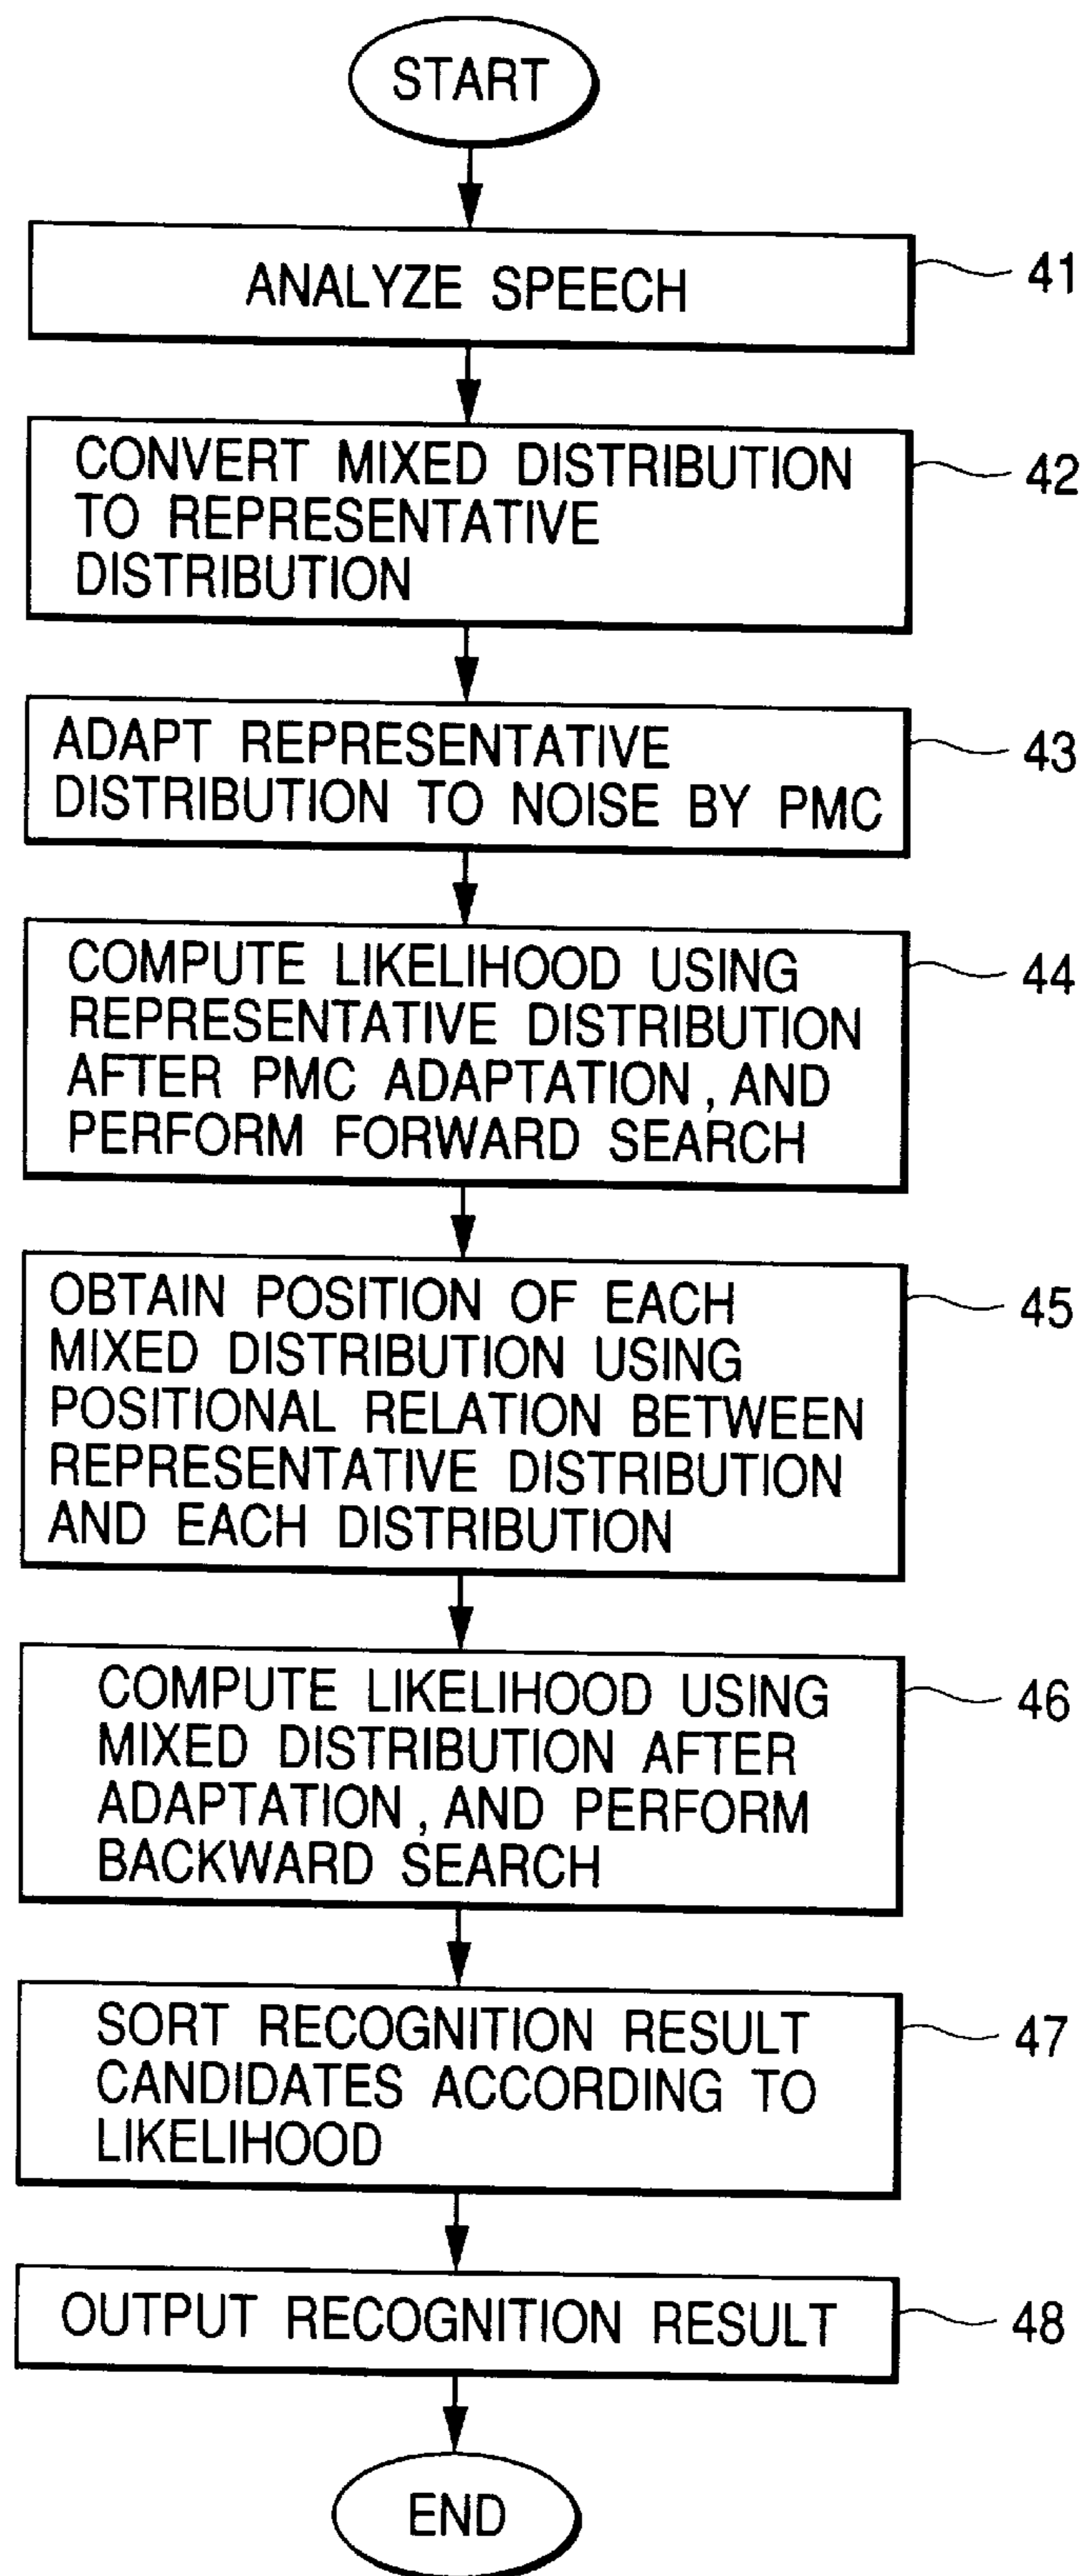 START
ANALYZE SPEECH
41
CONVERT MIXED DISTRIBUTION
TO REPRESENTATIVE
DISTRIBUTION
42
ADAPT REPRESENTATIVE
DISTRIBUTION TO NOISE BY PMC
43
COMPUTE LIKELIHOOD USING
REPRESENTATIVE DISTRIBUTION
AFTER PMC ADAPTATION, AND
PERFORM FORWARD SEARCH
44
OBTAIN POSITION OF EACH
MIXED DISTRIBUTION USING
POSITIONAL RELATION BETWEEN
REPRESENTATIVE DISTRIBUTION
AND EACH DISTRIBUTION
45
COMPUTE LIKELIHOOD USING
MIXED DISTRIBUTION AFTER
ADAPTATION, AND PERFORM
BACKWARD SEARCH
46
SORT RECOGNITION RESULT
CANDIDATES ACCORDING TO
LIKELIHOOD
47
OUTPUT RECOGNITION RESULT
48
END